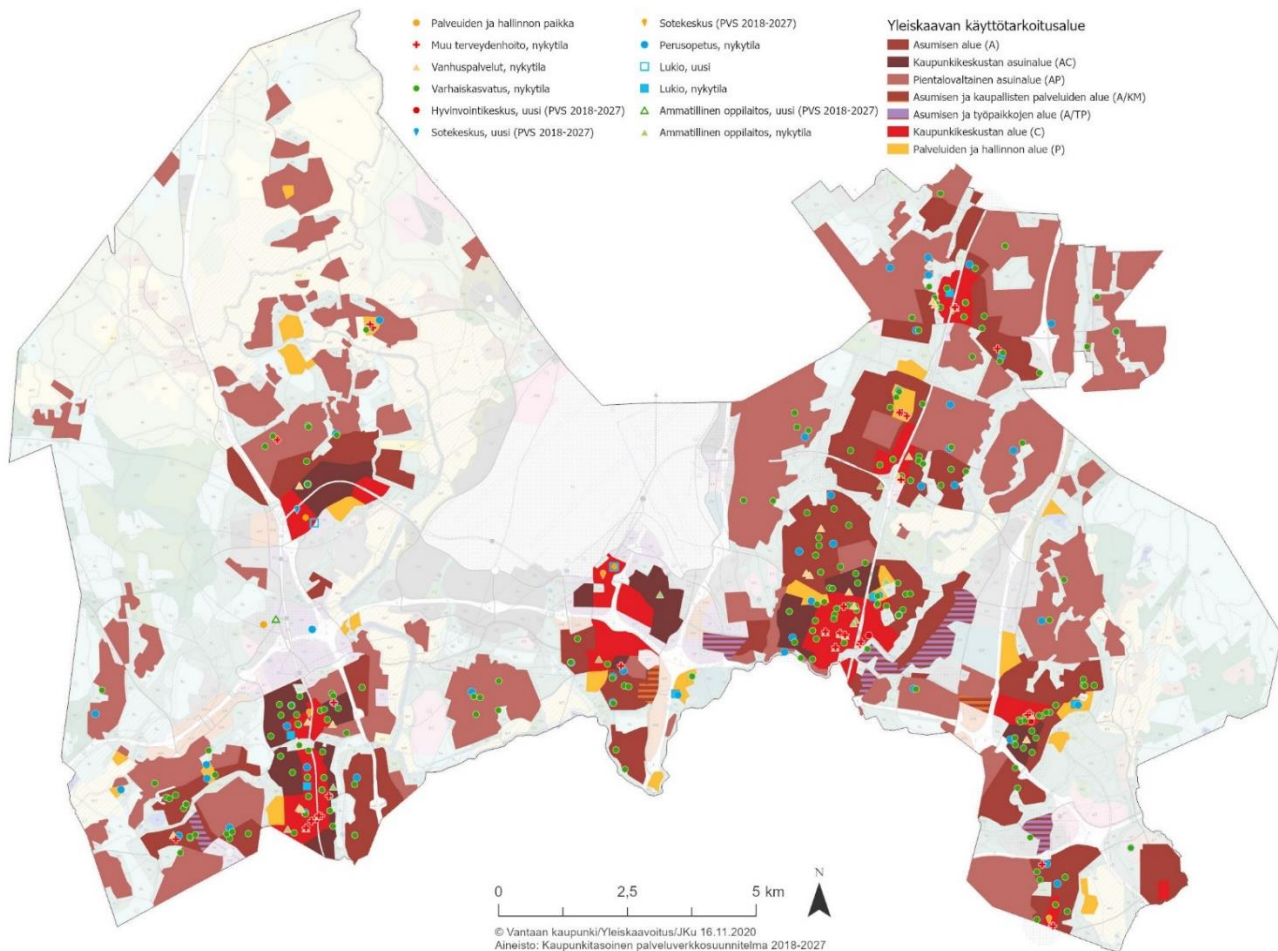 Palveuiden ja hallinnon paikka
Muu terveydenhoito, nykytila
Vanhuspalvelut, nykytila
Varhaiskasvatus, nykytila
Hyvinvointikeskus, uusi (PVS 2018-2027)
Sotekeskus, uusi (PVS 2018-2027)
Sotekeskus (PVS 2018-2027)
Perusopetus, nykytila
Lukio, uusi
Lukio, nykytila
Ammatillinen oppilaitos, uusi (PVS 2018-2027)
Ammatillinen oppilaitos, nykytila
Yleiskaavan käyttötarkoitusalue
Asumisen alue (A)
Kaupunkikeskustan asuinalue (AC)
Pientalovaltainen asuinalue (AP)
Asumisen ja kaupallisten palveluiden alue (A/KM)
Asumisen ja työpaikkojen alue (A/TP)
Kaupunkikeskustan alue (C)
Palveluiden ja hallinnon alue (P)
0 2,5 5 km
N
© Vantaan kaupunki/Yleiskaavoitus/JKu 16.11.2020
Aineisto: Kaupunkitasoinen palveluverkkosuunnitelma 2018-2027